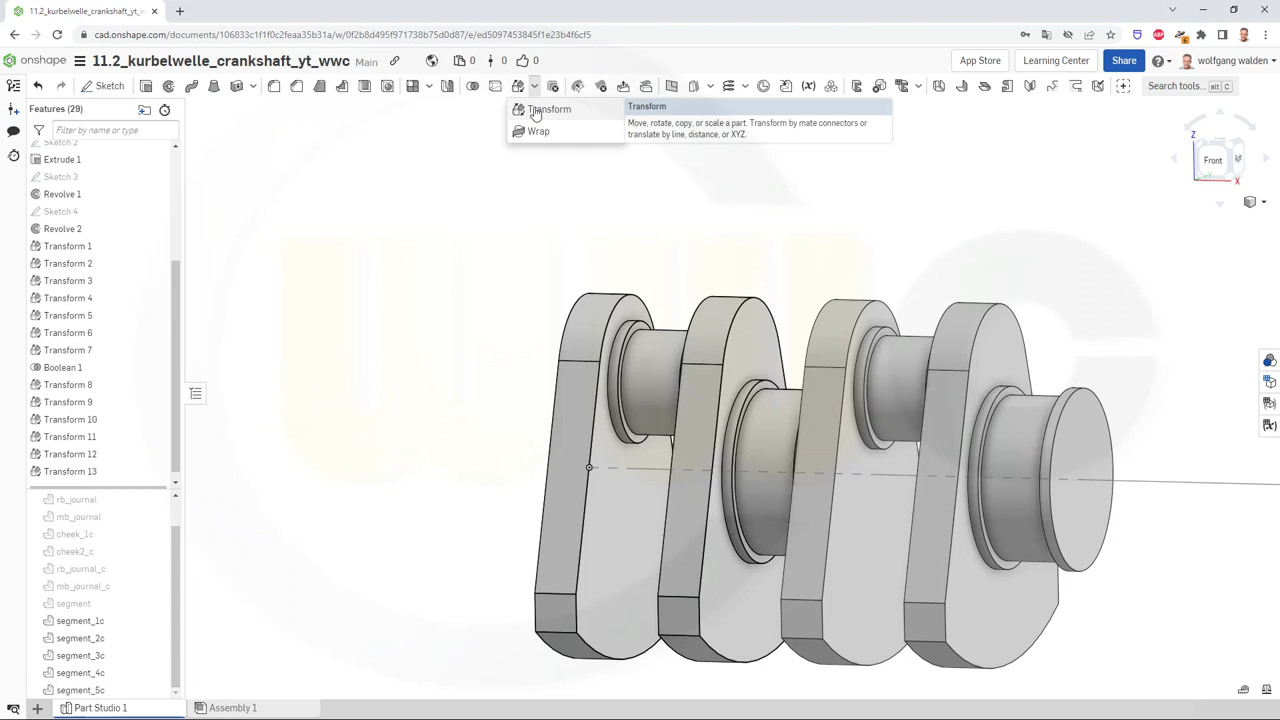 11.2_kurbelwelle_crankshaft_yt_wwc
cad.onshape.com/documents/106833c1f1f0c2feaa35a01c/w/0f2b8d495f971738b75d0d7f/e/ed5097453845f1e23b4f6cf5
onshape
11.2_kurbelwelle_crankshaft_yt_wwc Main 0 0 0
App Store
Learning Center
Share
wolfgang walden
Sketch
Search tools... alt C
Features (29)
Filter by name or type
Sketch 2
Extrude 1
Sketch 3
Revolve 1
Sketch 4
Revolve 2
Transform 1
Transform 2
Transform 3
Transform 4
Transform 5
Transform 6
Transform 7
Boolean 1
Transform 8
Transform 9
Transform 10
Transform 11
Transform 12
Transform 13
rb_journal
mb_journal
cheek_1c
cheek2_c
rb_journal_c
mb_journal_c
segment
segment_1c
segment_2c
segment_3c
segment_4c
segment_5c
Transform
Wrap
Transform
Move, rotate, copy, or scale a part. Transform by mate connectors or
translate by line, distance, or XYZ.
Z
Front
X
Part Studio 1
Assembly 1